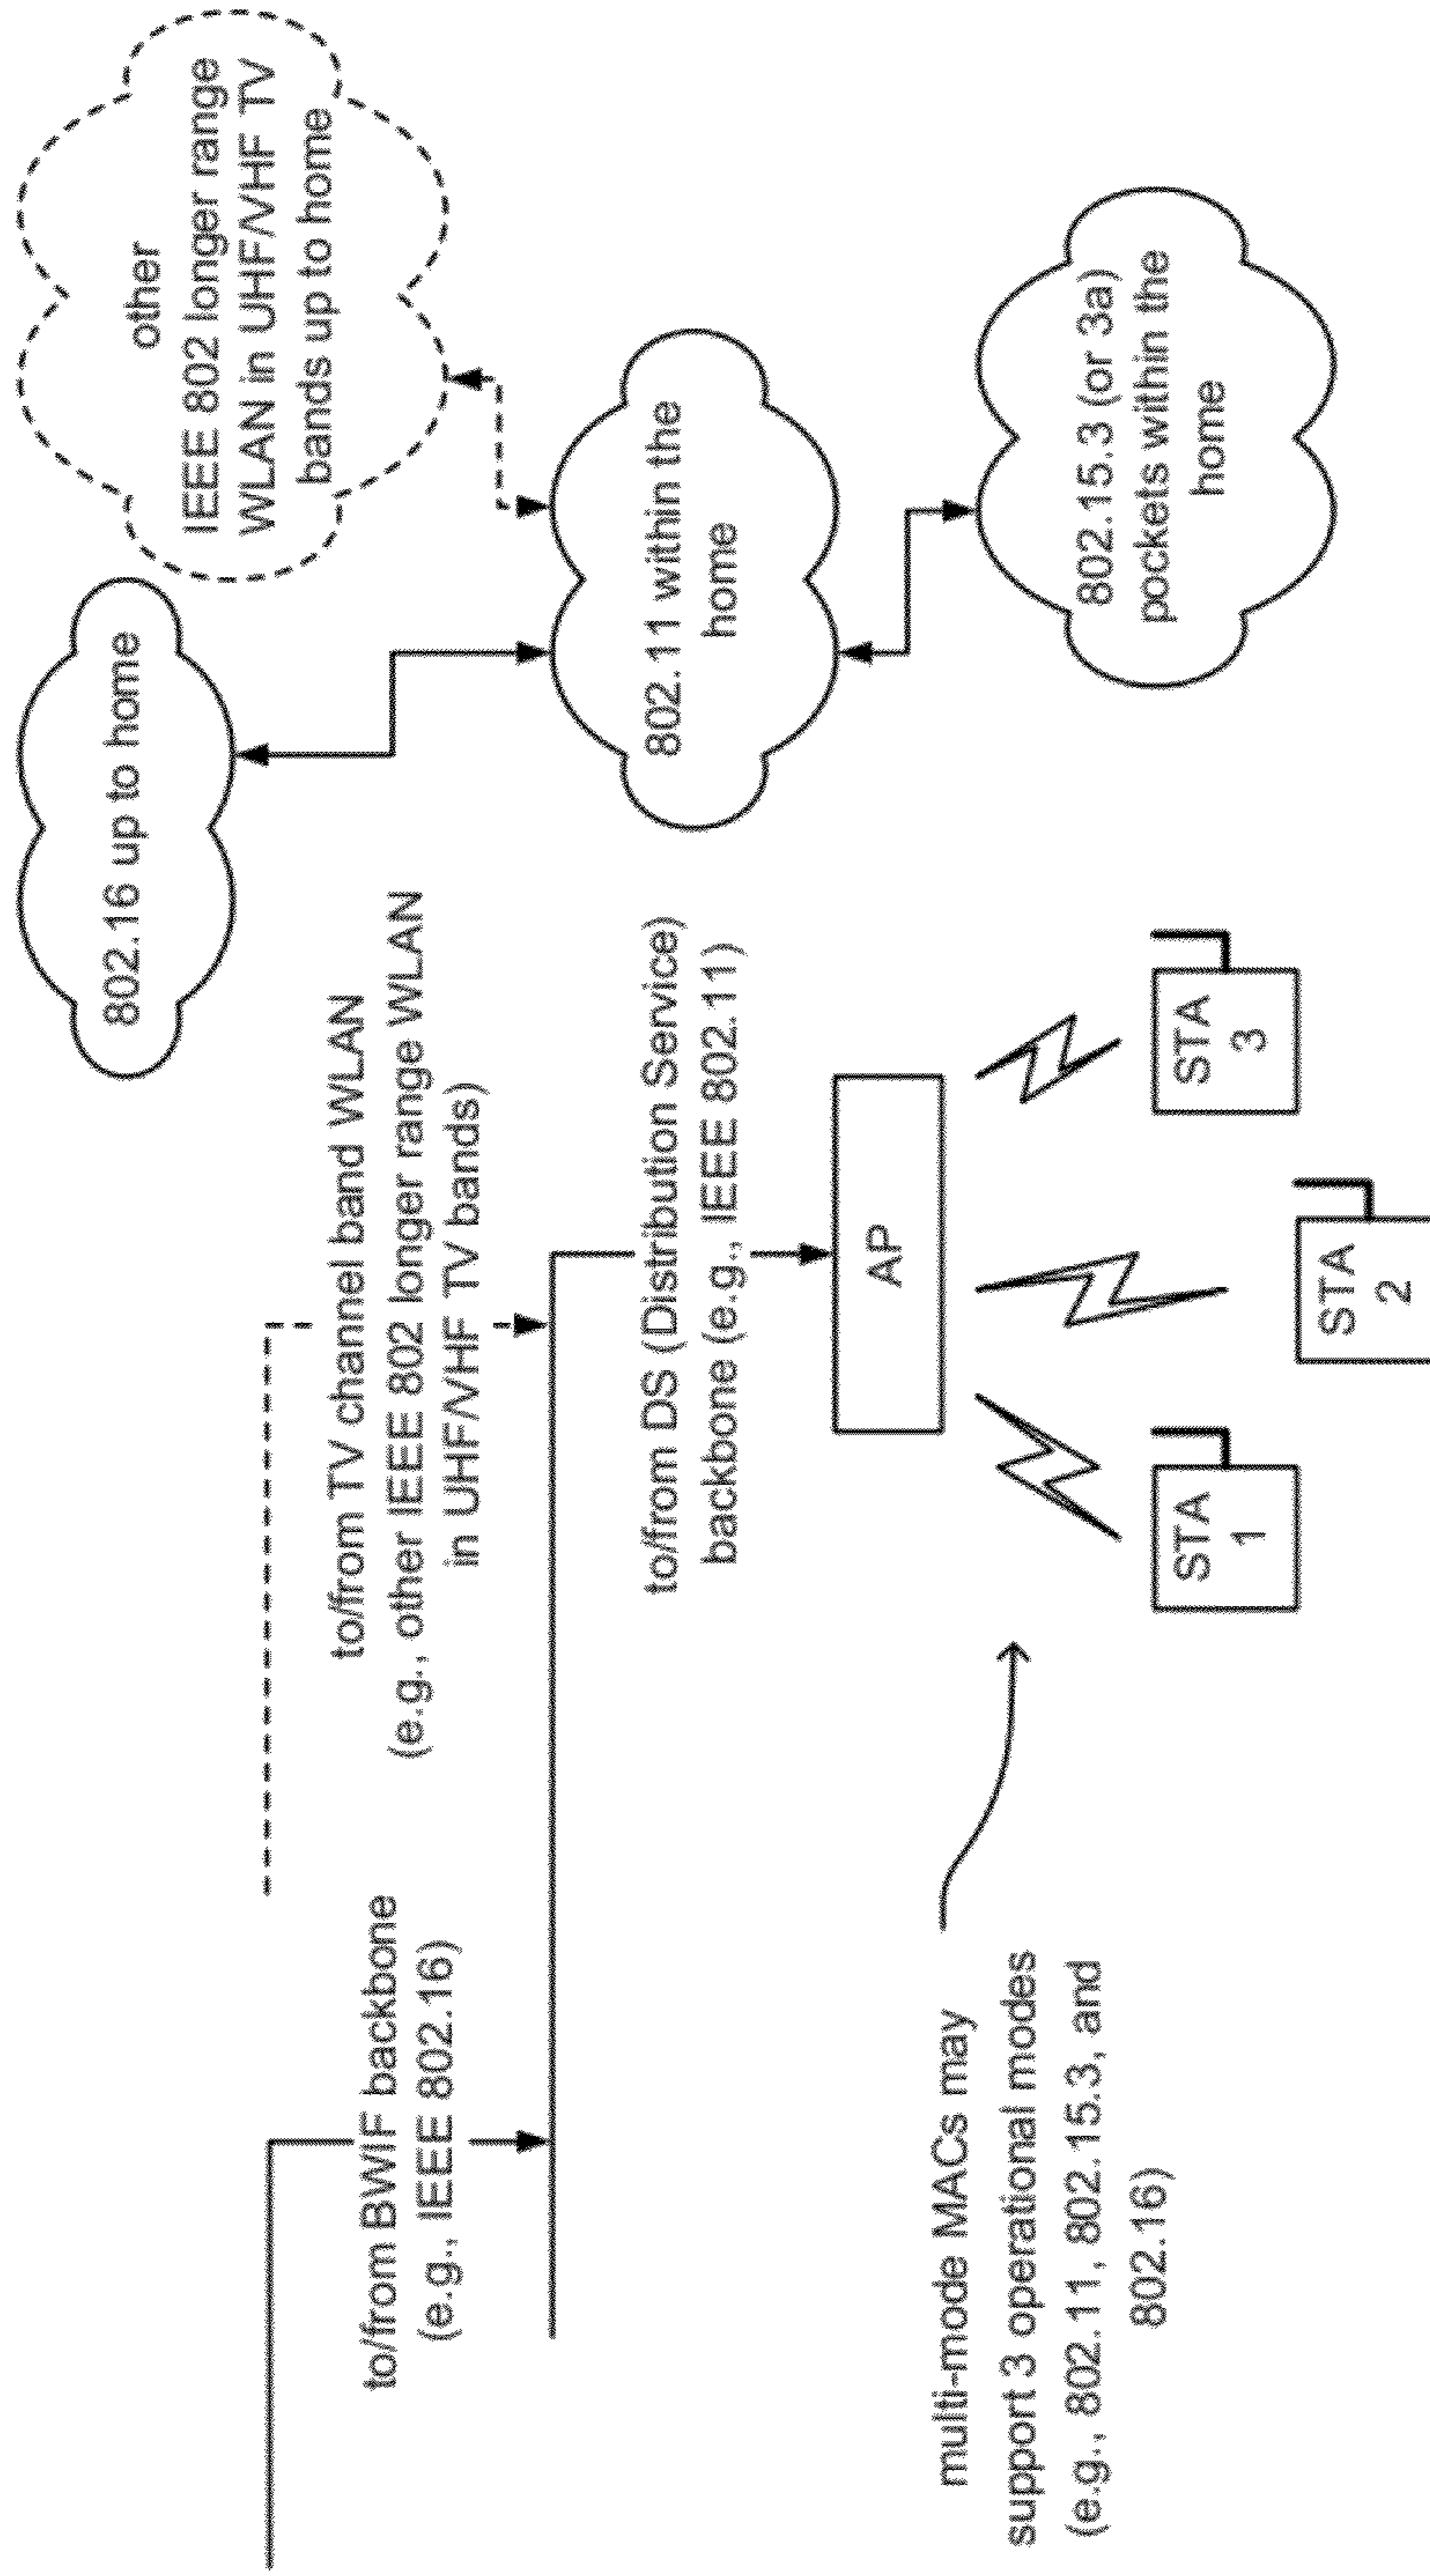 to/from BWIF backbone
(e.g., IEEE 802.16)
to/from TV channel band WLAN
(e.g., other IEEE 802 longer range WLAN
in UHF/VHF TV bands)
802.16 up to home
other
IEEE 802 longer range
WLAN in UHF/VHF TV
bands up to home
to/from DS (Distribution Service)
backbone (e.g., IEEE 802.11)
802.11 within the
home
multi-mode MACs may
support 3 operational modes
(e.g., 802.11, 802.15.3, and
802.16)
AP
STA
1
STA
2
STA
3
802.15.3 (or 3a)
pockets within the
home